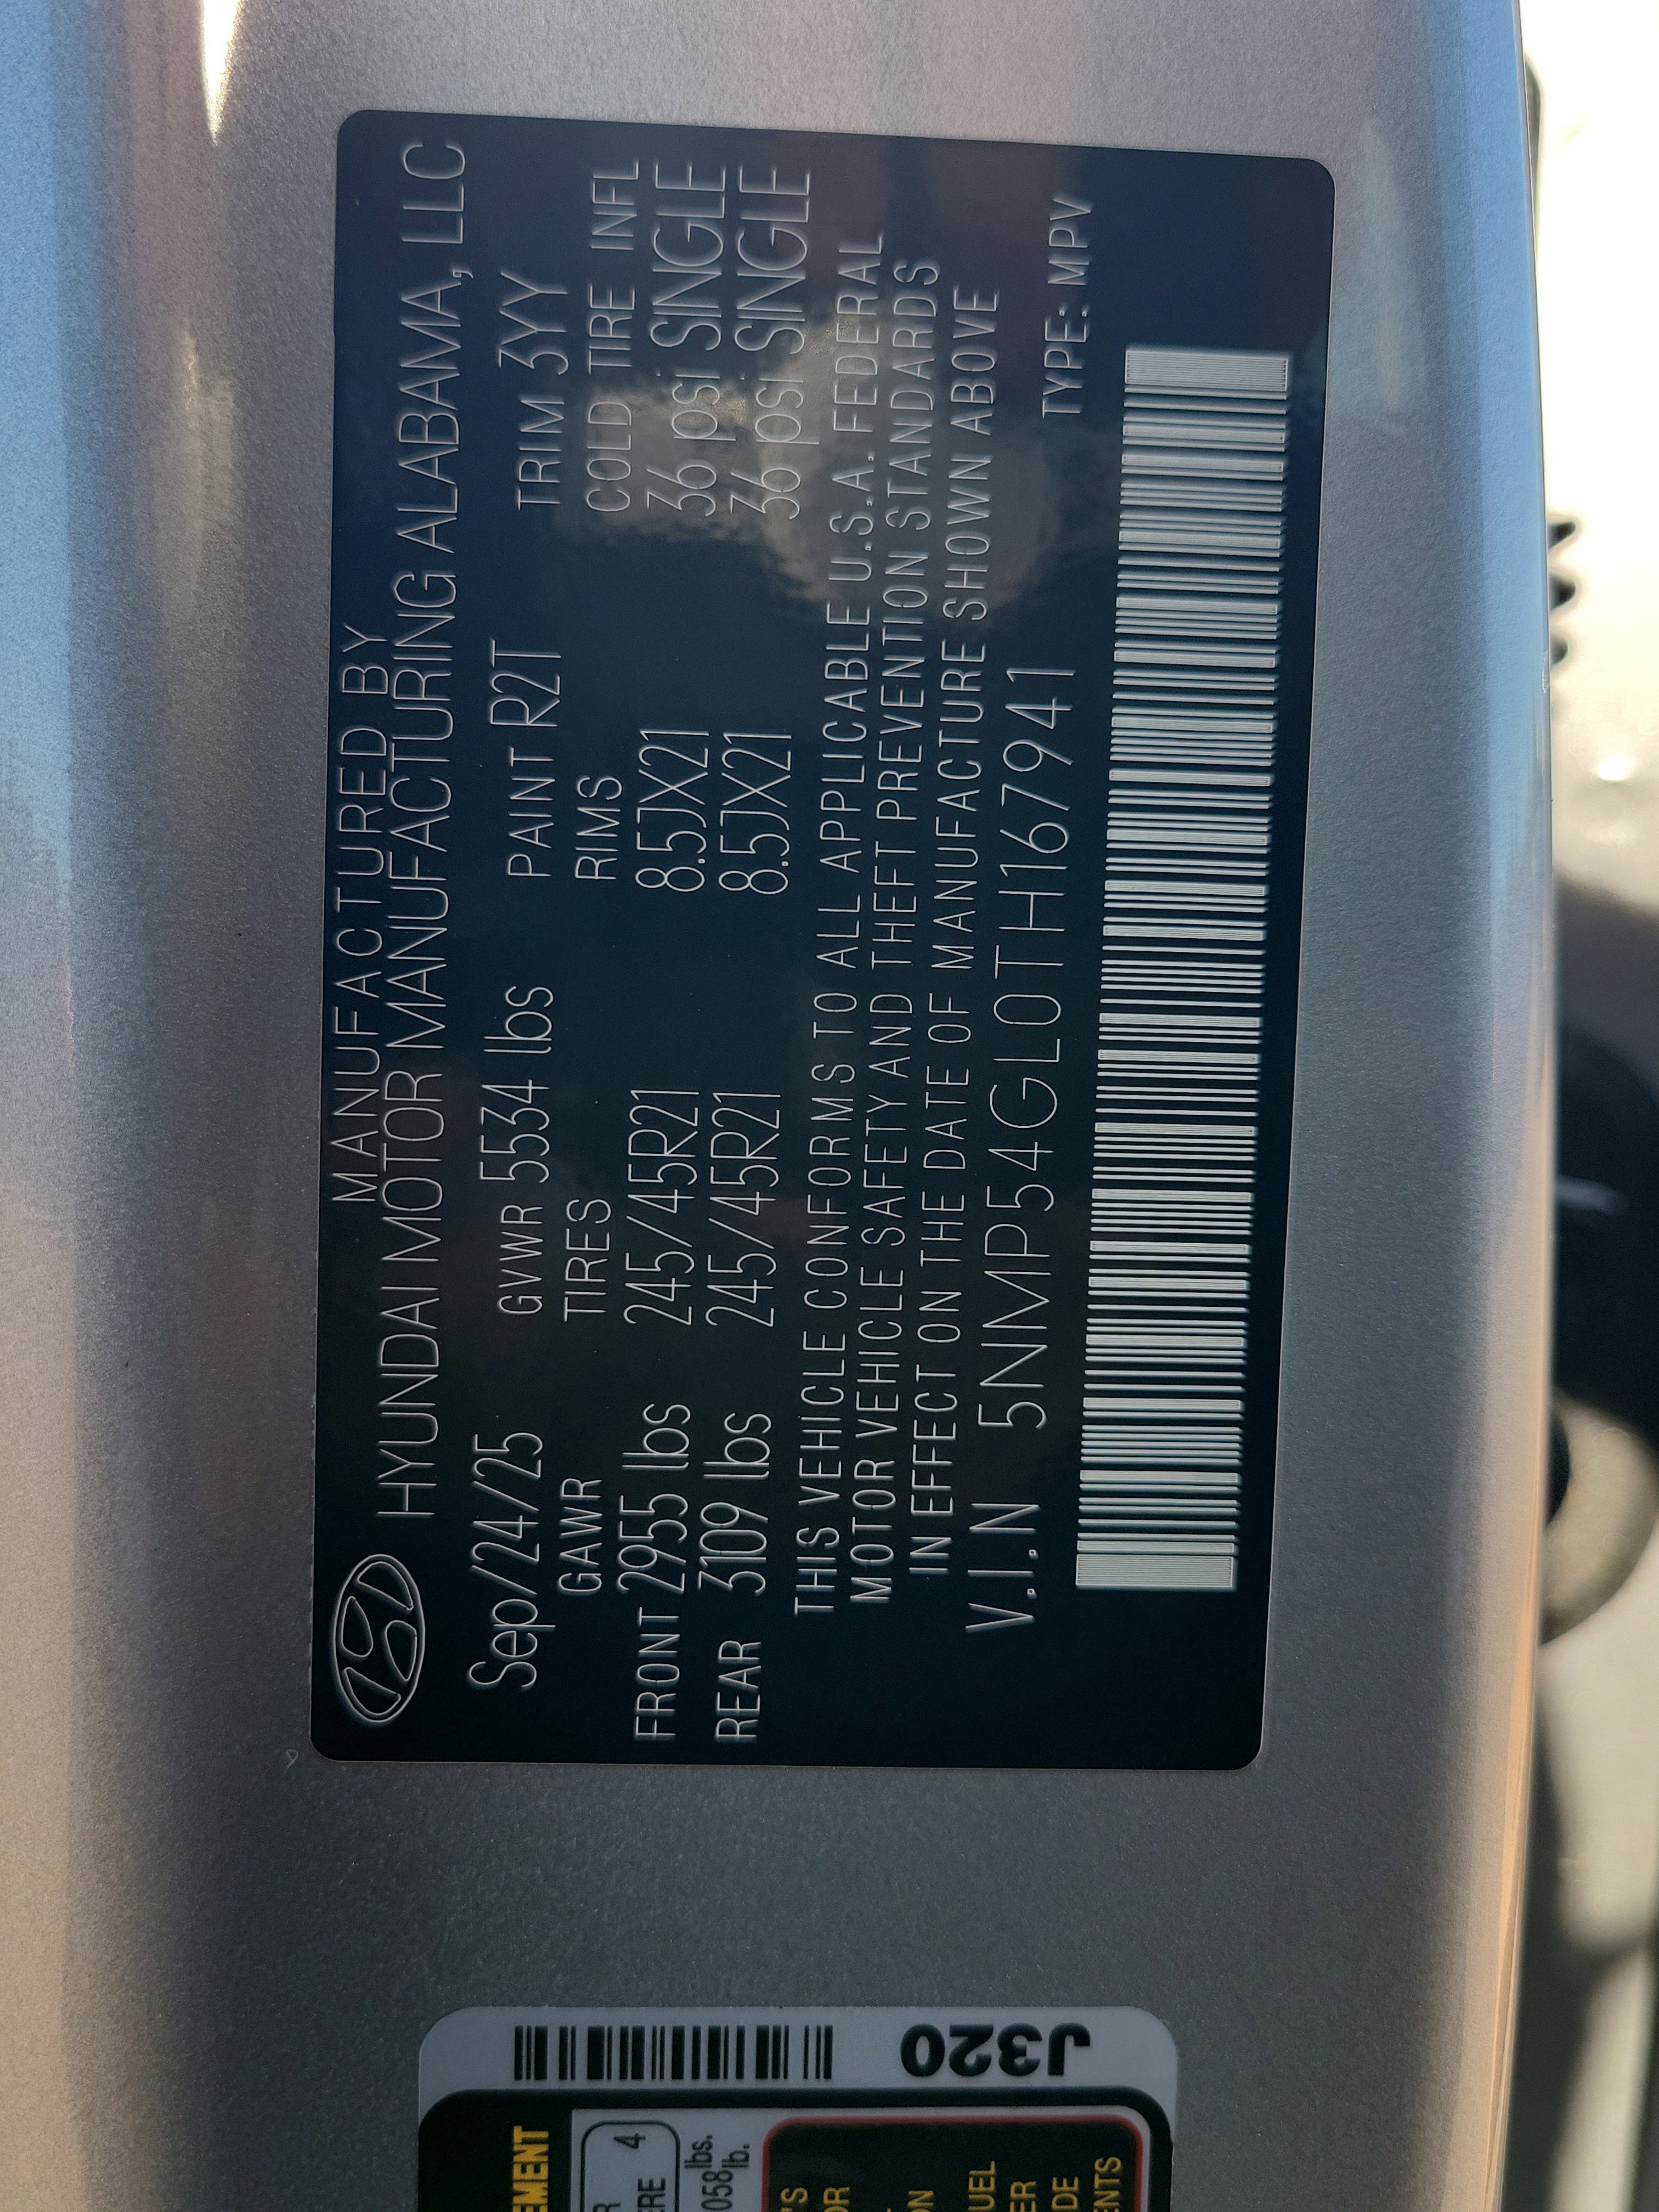 MANUFACTURED BY
HYUNDAI MOTOR MANUFACTURING ALABAMA, LLC
Sep/24/25 GVWR 5534 lbs PAINT R2T TRIM 3YY
GAWR TIRES RIMS COLD TIRE INFL
FRONT 2955 lbs 245/45R21 8.5JX21 36 psi SINGLE
REAR 3109 lbs 245/45R21 8.5JX21 36 psi SINGLE
THIS VEHICLE CONFORMS TO ALL APPLICABLE U.S.A. FEDERAL
MOTOR VEHICLE SAFETY AND THEFT PREVENTION STANDARDS
IN EFFECT ON THE DATE OF MANUFACTURE SHOWN ABOVE
V.I.N 5NMP54GL0TH167941 TYPE: MPV
J320
4
lbs.
lb.